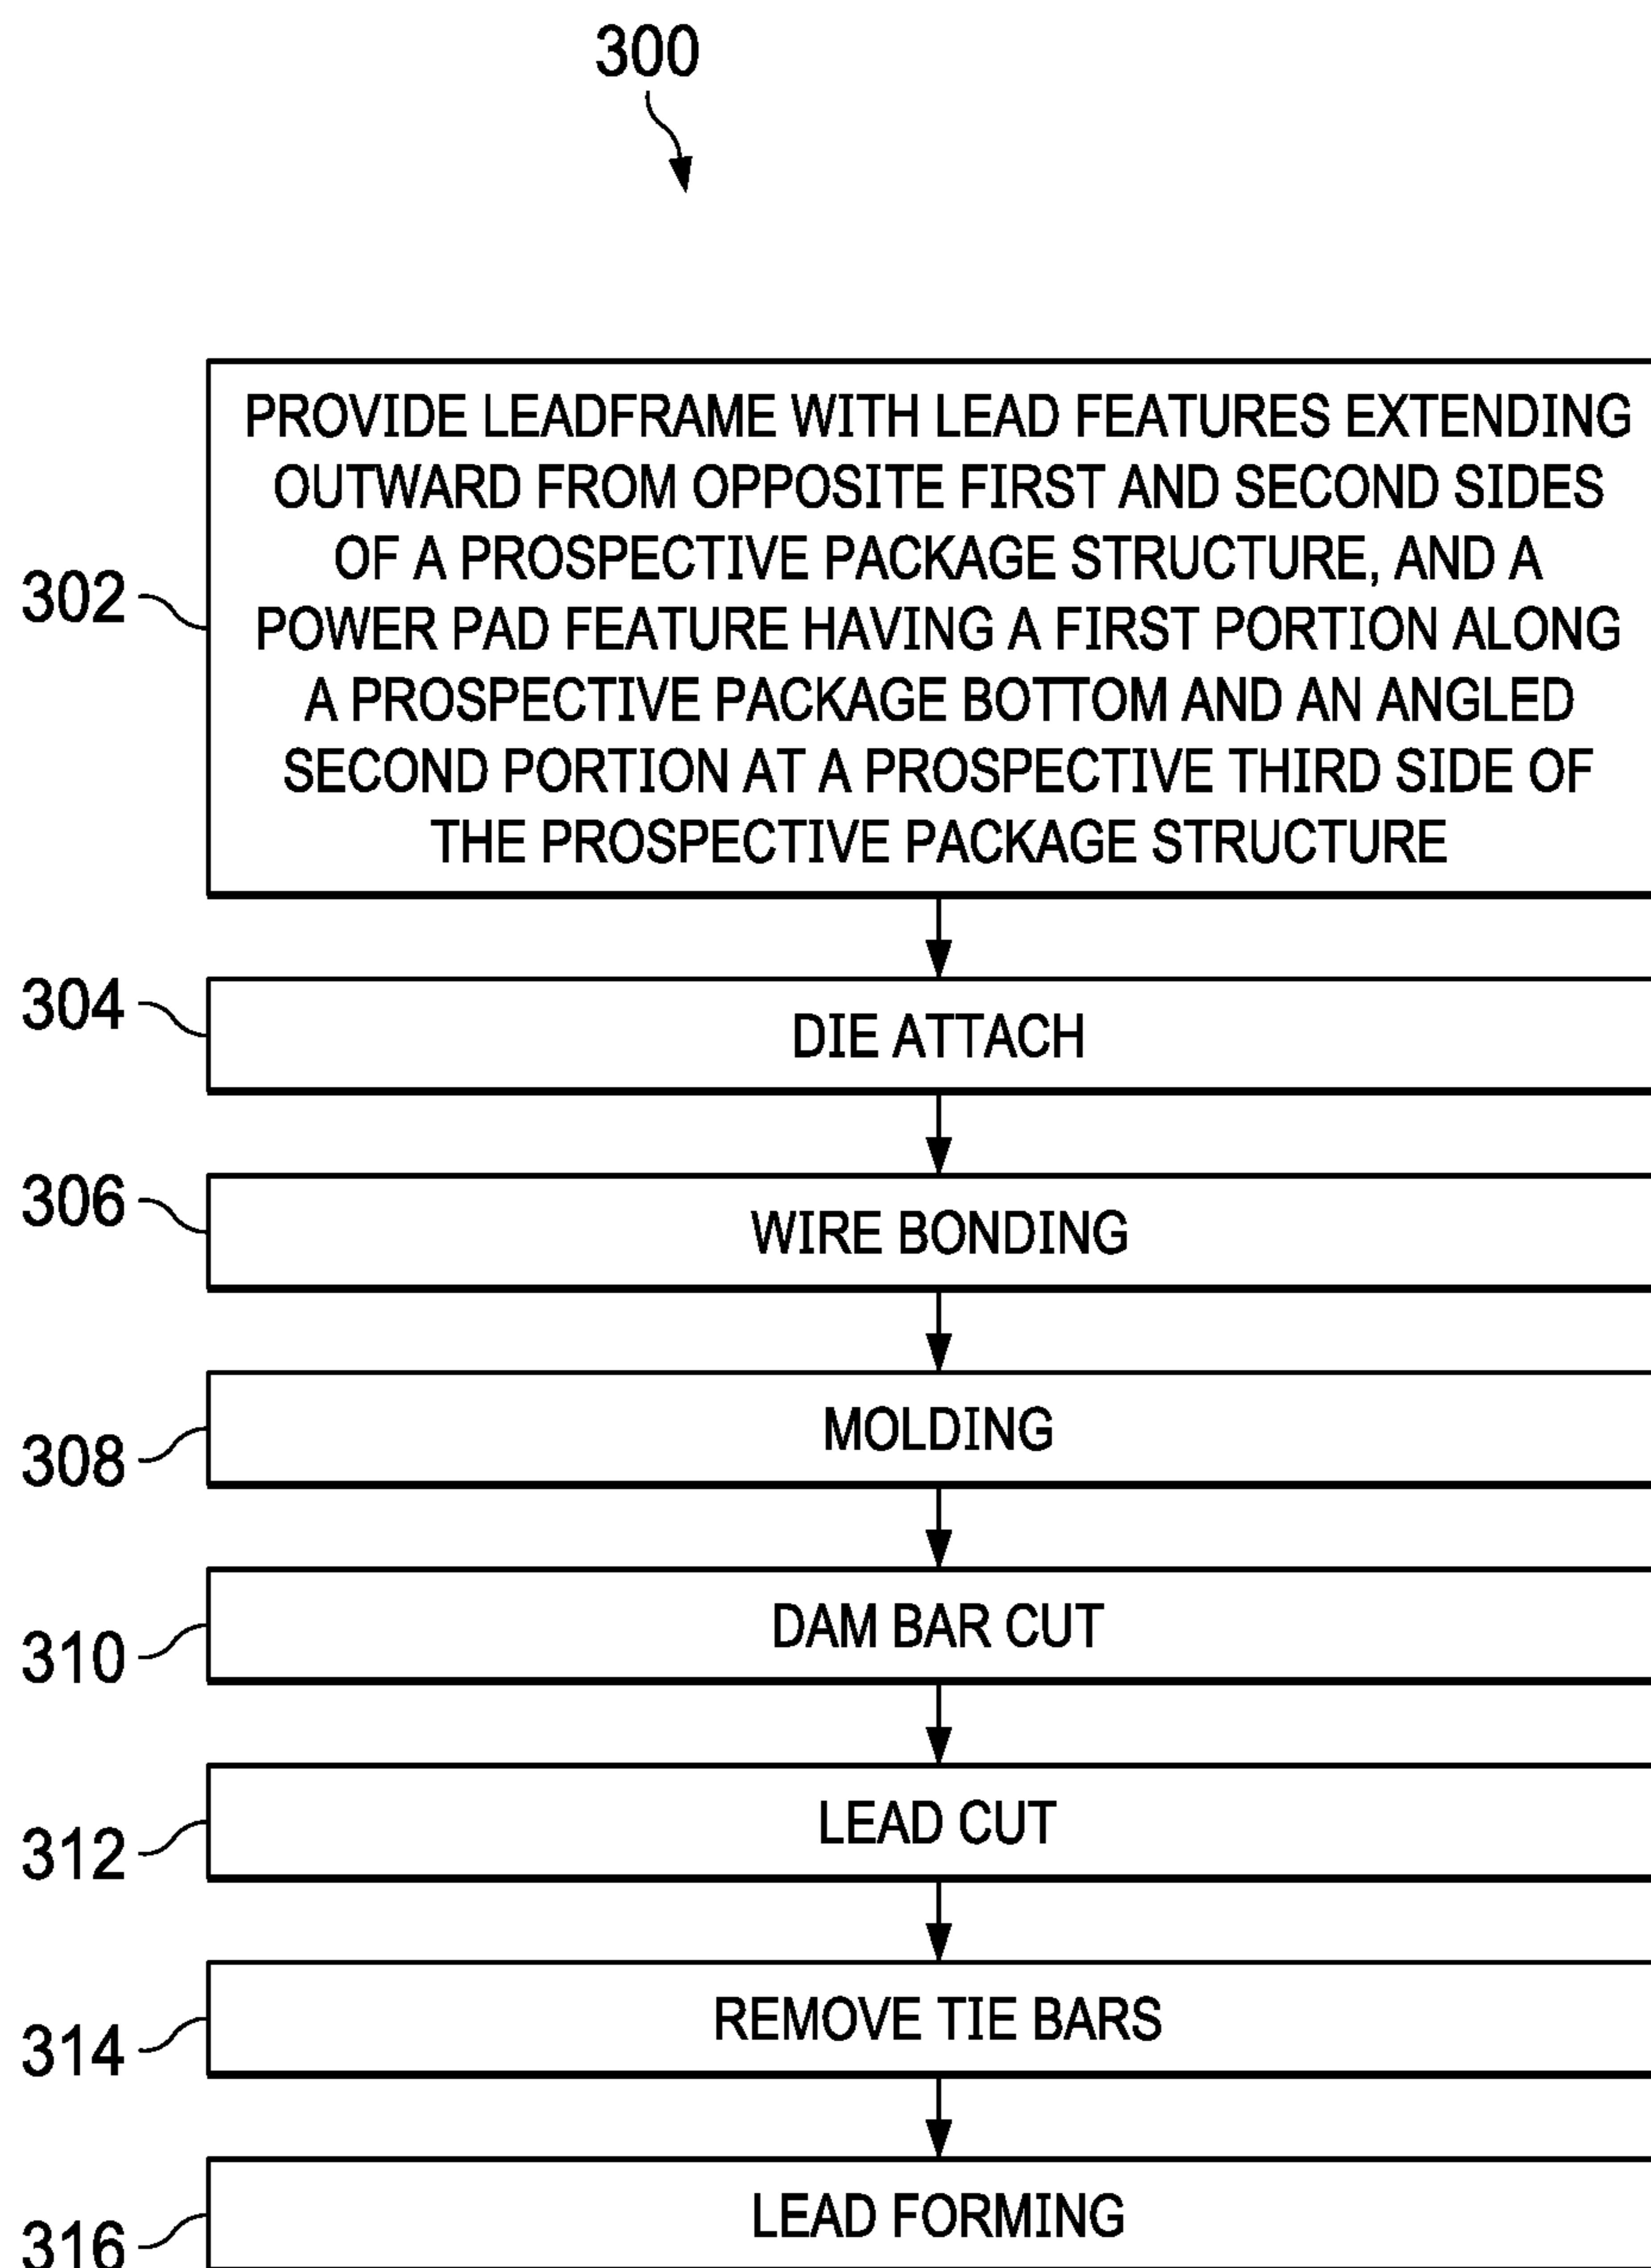 300
302
PROVIDE LEADFRAME WITH LEAD FEATURES EXTENDING
OUTWARD FROM OPPOSITE FIRST AND SECOND SIDES
OF A PROSPECTIVE PACKAGE STRUCTURE, AND A
POWER PAD FEATURE HAVING A FIRST PORTION ALONG
A PROSPECTIVE PACKAGE BOTTOM AND AN ANGLED
SECOND PORTION AT A PROSPECTIVE THIRD SIDE OF
THE PROSPECTIVE PACKAGE STRUCTURE
304
DIE ATTACH
306
WIRE BONDING
308
MOLDING
310
DAM BAR CUT
312
LEAD CUT
314
REMOVE TIE BARS
316
LEAD FORMING